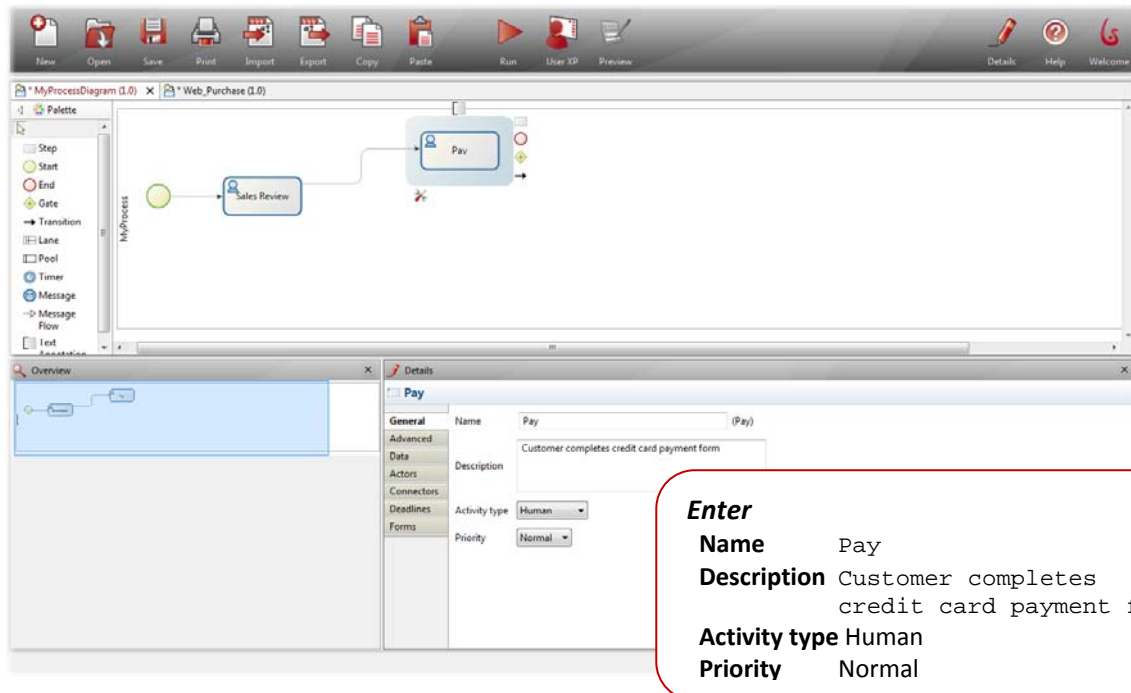 New Open Save Print Import Export Copy Paste Run User XP Preview Details Help Welcome
* MyProcessDiagram (1.0) * Web_Purchase (1.0)
Palette
Step
Start
End
Gate
Transition
Lane
Pool
Timer
Message
Message
Flow
Text
Annotation
MyProcess
Sales Review
Pay
Overview
Details
Pay
General
Advanced
Data
Actors
Connectors
Deadlines
Forms
Name Pay (Pay)
Description Customer completes credit card payment form
Activity type Human
Priority Normal
Enter
Name Pay
Description Customer completes
credit card payment f
Activity type Human
Priority Normal